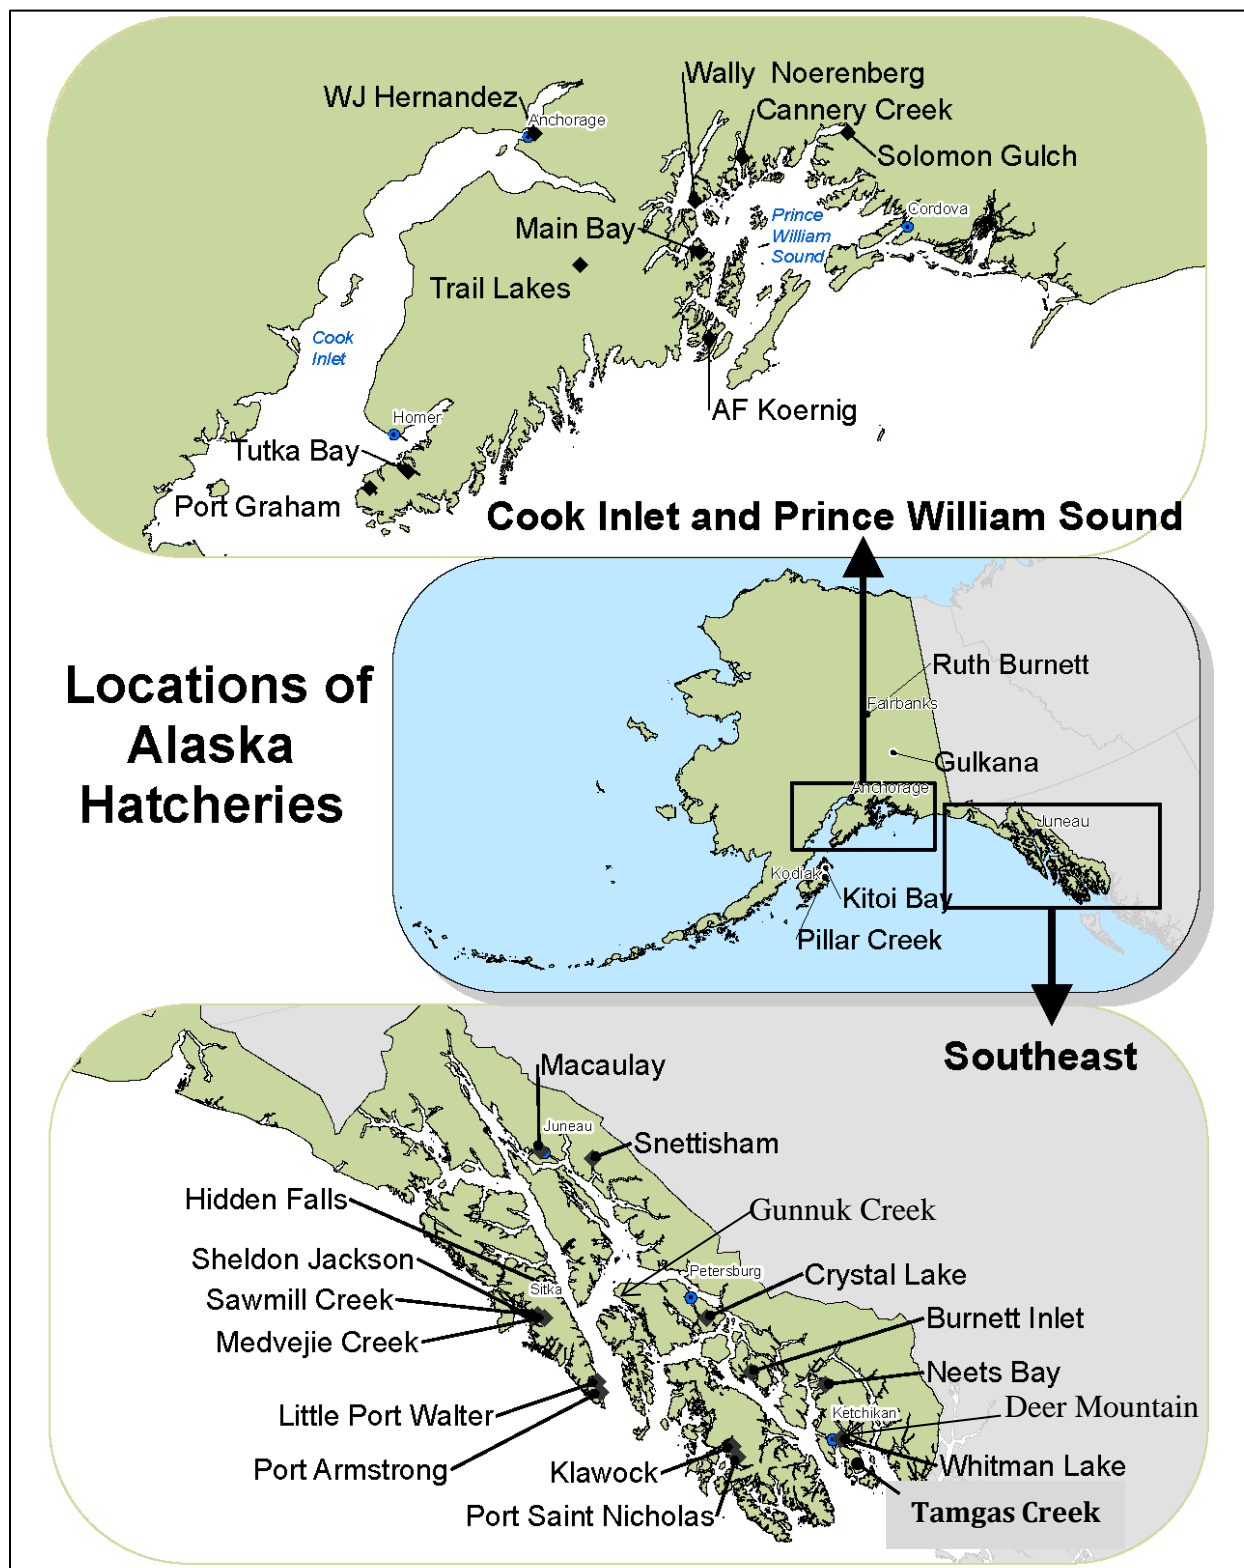 Wally Noerenberg
WJ Hernandez
Cannery Creek
Anchorage
Solomon Gulch
Cordova
Prince
William
Sound
Main Bay
Trail Lakes
Cook
Inlet
AF Koernig
Homer
Tutka Bay
Port Graham
Cook Inlet and Prince William Sound
Locations of
Alaska
Hatcheries
Ruth Burnett
Fairbanks
Gulkana
Anchorage
Juneau
Kodiak
Kitoi Bay
Pillar Creek
Southeast
Macaulay
Juneau
Snettisham
Hidden Falls
Gunnuk Creek
Sheldon Jackson
Petersburg
Crystal Lake
Sitka
Sawmill Creek
Burnett Inlet
Medvejie Creek
Neets Bay
Little Port Walter
Ketchikan
Deer Mountain
Port Armstrong
Klawock
Whitman Lake
Port Saint Nicholas
Tamgas Creek